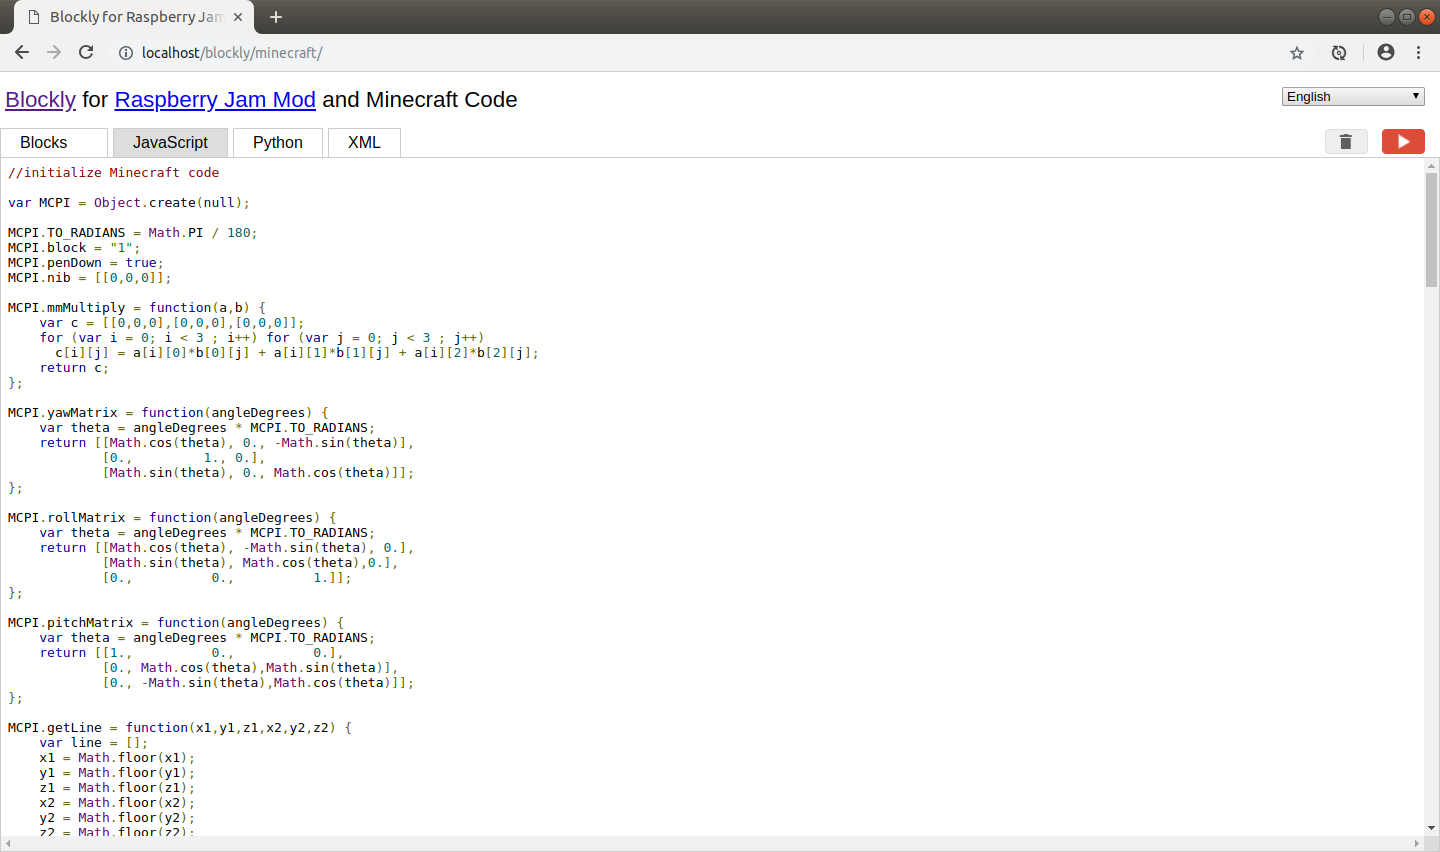 Blockly for Raspberry Jam
localhost/blockly/minecraft/
Blockly for Raspberry Jam Mod and Minecraft Code
English
Blocks
JavaScript
Python
XML
//initialize Minecraft code
var MCPI = Object.create(null);
MCPI.TO_RADIANS = Math.PI / 180;
MCPI.block = "1";
MCPI.penDown = true;
MCPI.nib = [[0,0,0]];
MCPI.mmMultiply = function(a,b) {
    var c = [[0,0,0],[0,0,0],[0,0,0]];
    for (var i = 0; i < 3 ; i++) for (var j = 0; j < 3 ; j++)
      c[i][j] = a[i][0]*b[0][j] + a[i][1]*b[1][j] + a[i][2]*b[2][j];
    return c;
};
MCPI.yawMatrix = function(angleDegrees) {
    var theta = angleDegrees * MCPI.TO_RADIANS;
    return [[Math.cos(theta), 0., -Math.sin(theta)],
            [0.,         1., 0.],
            [Math.sin(theta), 0., Math.cos(theta)]];
};
MCPI.rollMatrix = function(angleDegrees) {
    var theta = angleDegrees * MCPI.TO_RADIANS;
    return [[Math.cos(theta), -Math.sin(theta), 0.],
            [Math.sin(theta), Math.cos(theta),0.],
            [0.,          0.,          1.]];
};
MCPI.pitchMatrix = function(angleDegrees) {
    var theta = angleDegrees * MCPI.TO_RADIANS;
    return [[1.,          0.,          0.],
            [0., Math.cos(theta),Math.sin(theta)],
            [0., -Math.sin(theta),Math.cos(theta)]];
};
MCPI.getLine = function(x1,y1,z1,x2,y2,z2) {
    var line = [];
    x1 = Math.floor(x1);
    y1 = Math.floor(y1);
    z1 = Math.floor(z1);
    x2 = Math.floor(x2);
    y2 = Math.floor(y2);
    z2 = Math.floor(z2);